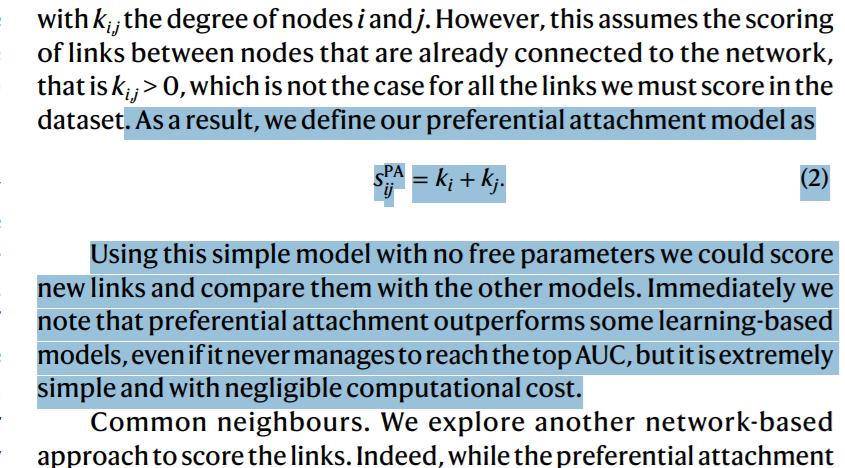 with k_{i,j} the degree of nodes i and j. However, this assumes the scoring
of links between nodes that are already connected to the network,
that is k_{i,j} > 0, which is not the case for all the links we must score in the
dataset. As a result, we define our preferential attachment model as
s_{ij}^{PA} = k_i + k_j. (2)
Using this simple model with no free parameters we could score
new links and compare them with the other models. Immediately we
note that preferential attachment outperforms some learning-based
models, even if it never manages to reach the top AUC, but it is extremely
simple and with negligible computational cost.
Common neighbours. We explore another network-based
approach to score the links. Indeed, while the preferential attachment